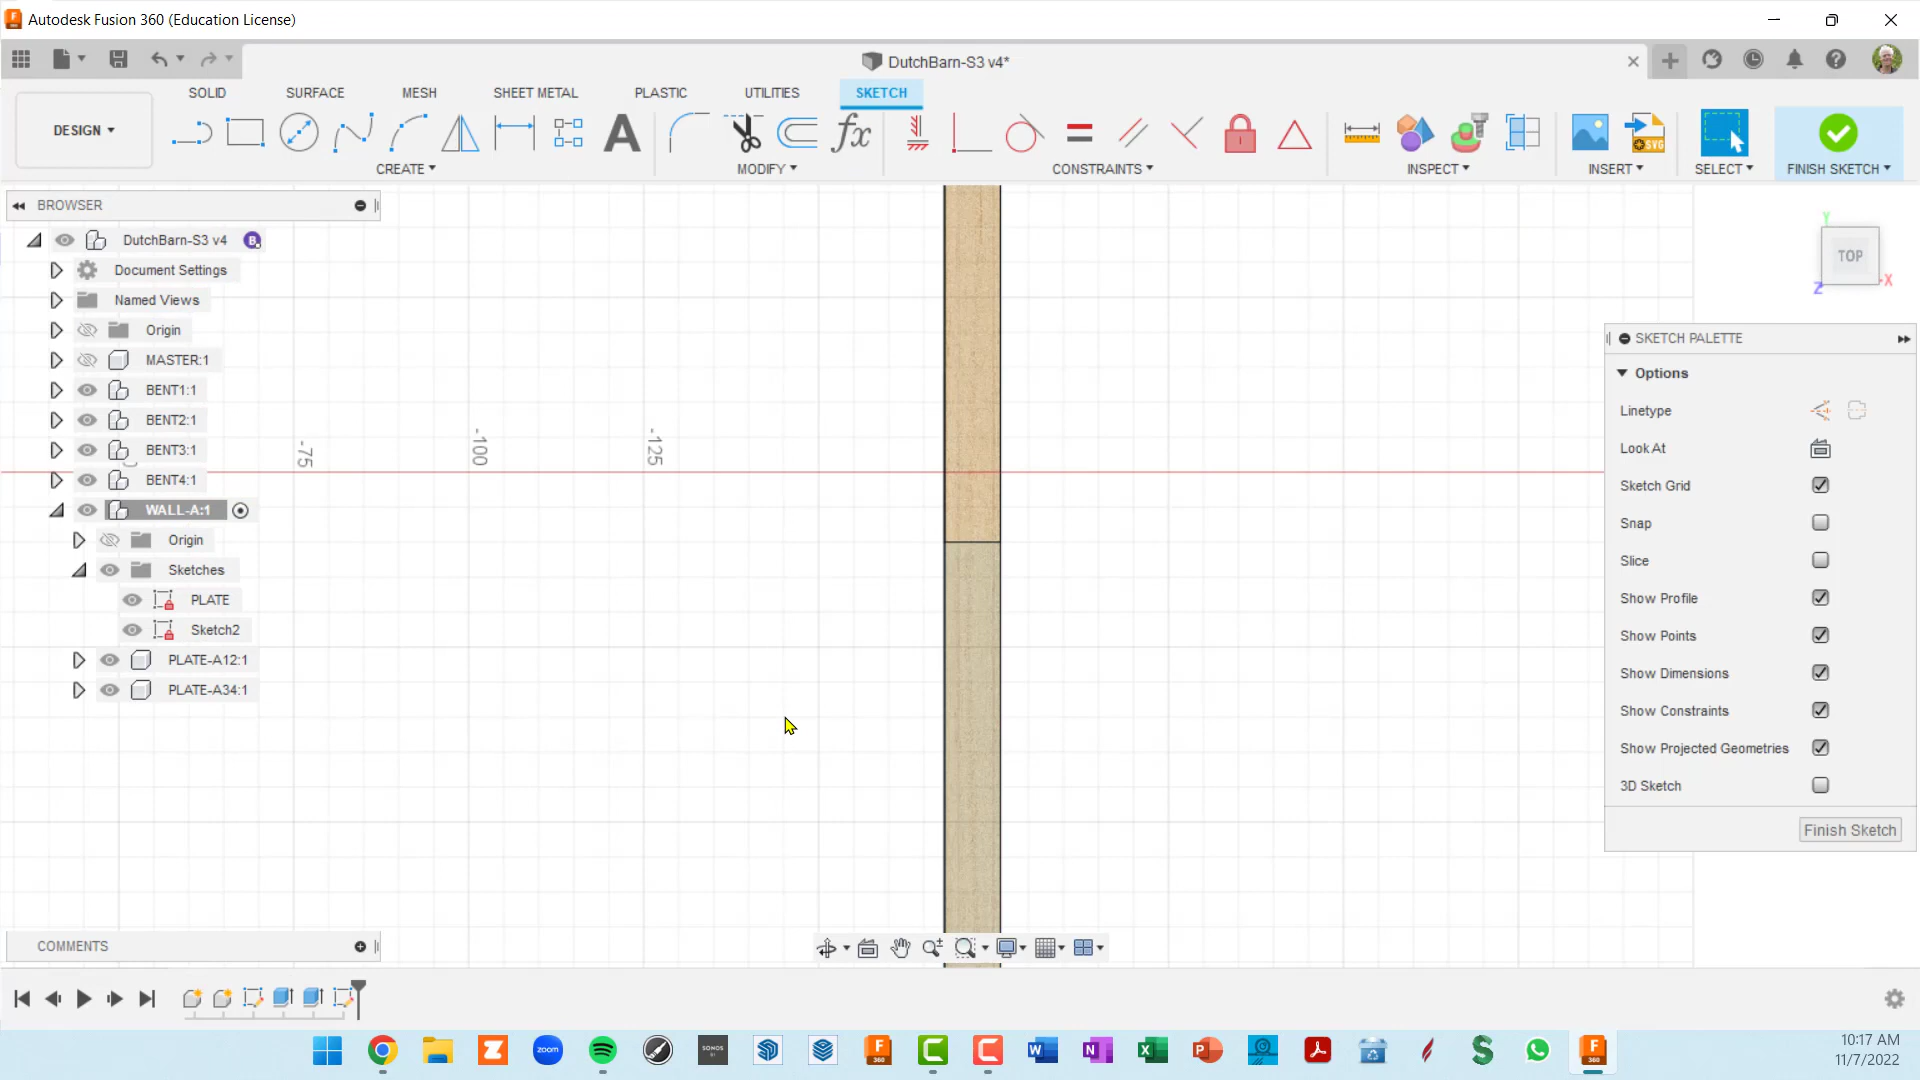 Autodesk Fusion 360 (Education License)
DutchBarn-S3 v4*
SOLID
SURFACE
MESH
SHEET METAL
PLASTIC
UTILITIES
SKETCH
DESIGN
CREATE
MODIFY
CONSTRAINTS
INSPECT
INSERT
SELECT
FINISH SKETCH
SVG
BROWSER
DutchBarn-S3 v4
B
Document Settings
Named Views
Origin
MASTER:1
BENT1:1
BENT2:1
BENT3:1
BENT4:1
WALL-A:1
Origin
Sketches
PLATE
Sketch2
PLATE-A12:1
PLATE-A34:1
-75
-100
-125
Y
TOP
X
Z
SKETCH PALETTE
Options
Linetype
Look At
Sketch Grid
Snap
Slice
Show Profile
Show Points
Show Dimensions
Show Constraints
Show Projected Geometries
3D Sketch
Finish Sketch
COMMENTS
zoom
SONOS
10:17 AM
11/7/2022